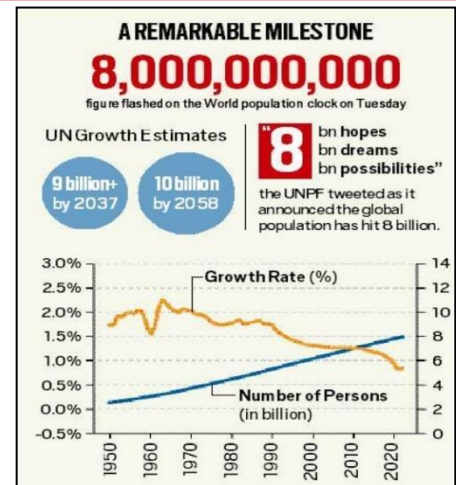 A REMARKABLE MILESTONE
8,000,000,000
figure flashed on the World population clock on Tuesday
UN Growth Estimates
9 billion+
by 2037
10 billion
by 2058
"8
bn hopes
bn dreams
bn possibilities"
the UNPF tweeted as it
announced the global
population has hit 8 billion.
3.0%
2.5%
2.0%
1.5%
1.0%
0.5%
0.0%
-0.5%
Growth Rate (%)
Number of Persons
(in billion)
14
12
10
8
6
4
2
0
1950
1960
1970
1980
1990
2000
2010
2020